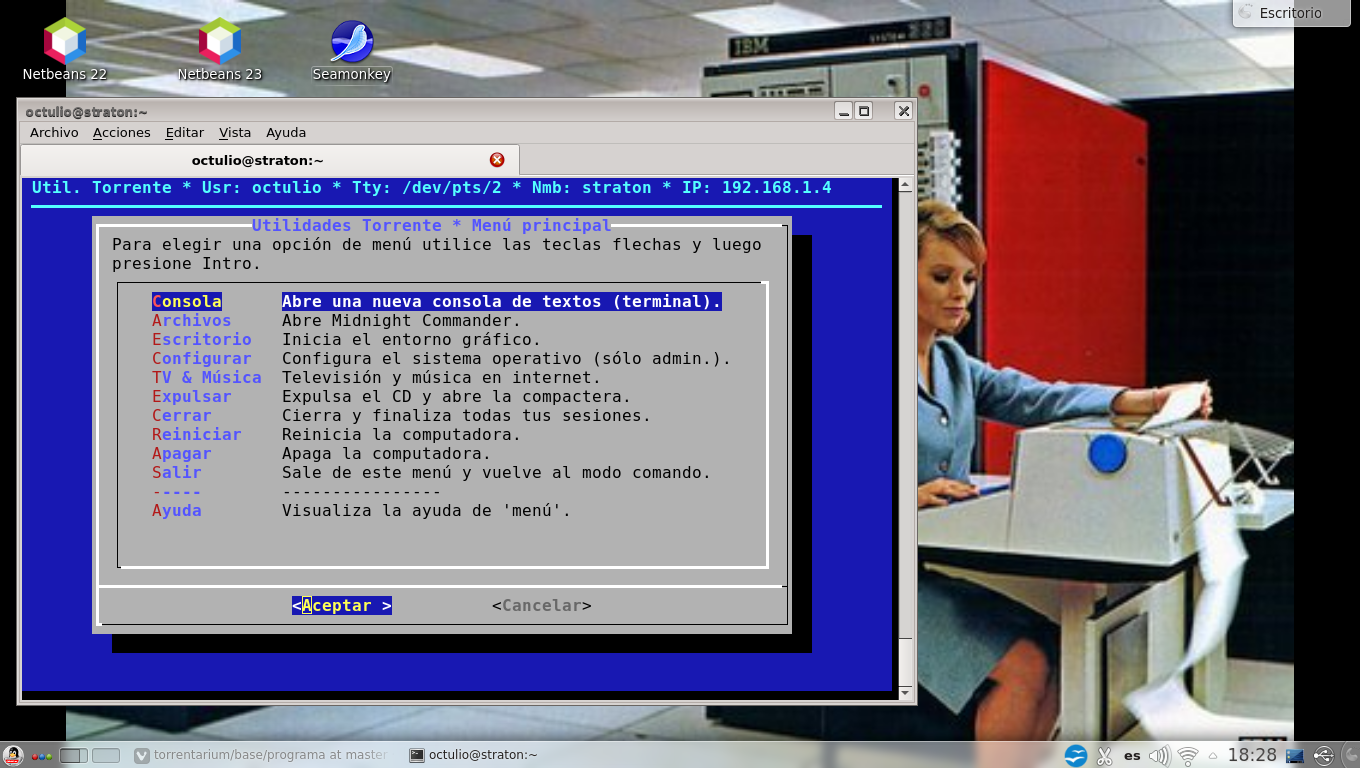 IBM SYSTEM
Escritorio
Netbeans 22
Netbeans 23
Seamonkey
octulio@straton:~
Archivo Acciones Editar Vista Ayuda
octulio@straton:~
Util. Torrente * Usr: octulio * Tty: /dev/pts/2 * Nmb: straton * IP: 192.168.1.4
Utilidades Torrente * Menú principal
Para elegir una opción de menú utilice las teclas flechas y luego
presione Intro.
Consola Abre una nueva consola de textos (terminal).
Archivos Abre Midnight Commander.
Escritorio Inicia el entorno gráfico.
Configurar Configura el sistema operativo (sólo admin.).
TV & Música Televisión y música en internet.
Expulsar Expulsa el CD y abre la compactera.
Cerrar Cierra y finaliza todas tus sesiones.
Reiniciar Reinicia la computadora.
Apagar Apaga la computadora.
Salir Sale de este menú y vuelve al modo comando.
----- ----------------
Ayuda Visualiza la ayuda de 'menú'.
<Aceptar > <Cancelar>
torrentarium/base/programa at master
octulio@straton:~
es
18:28